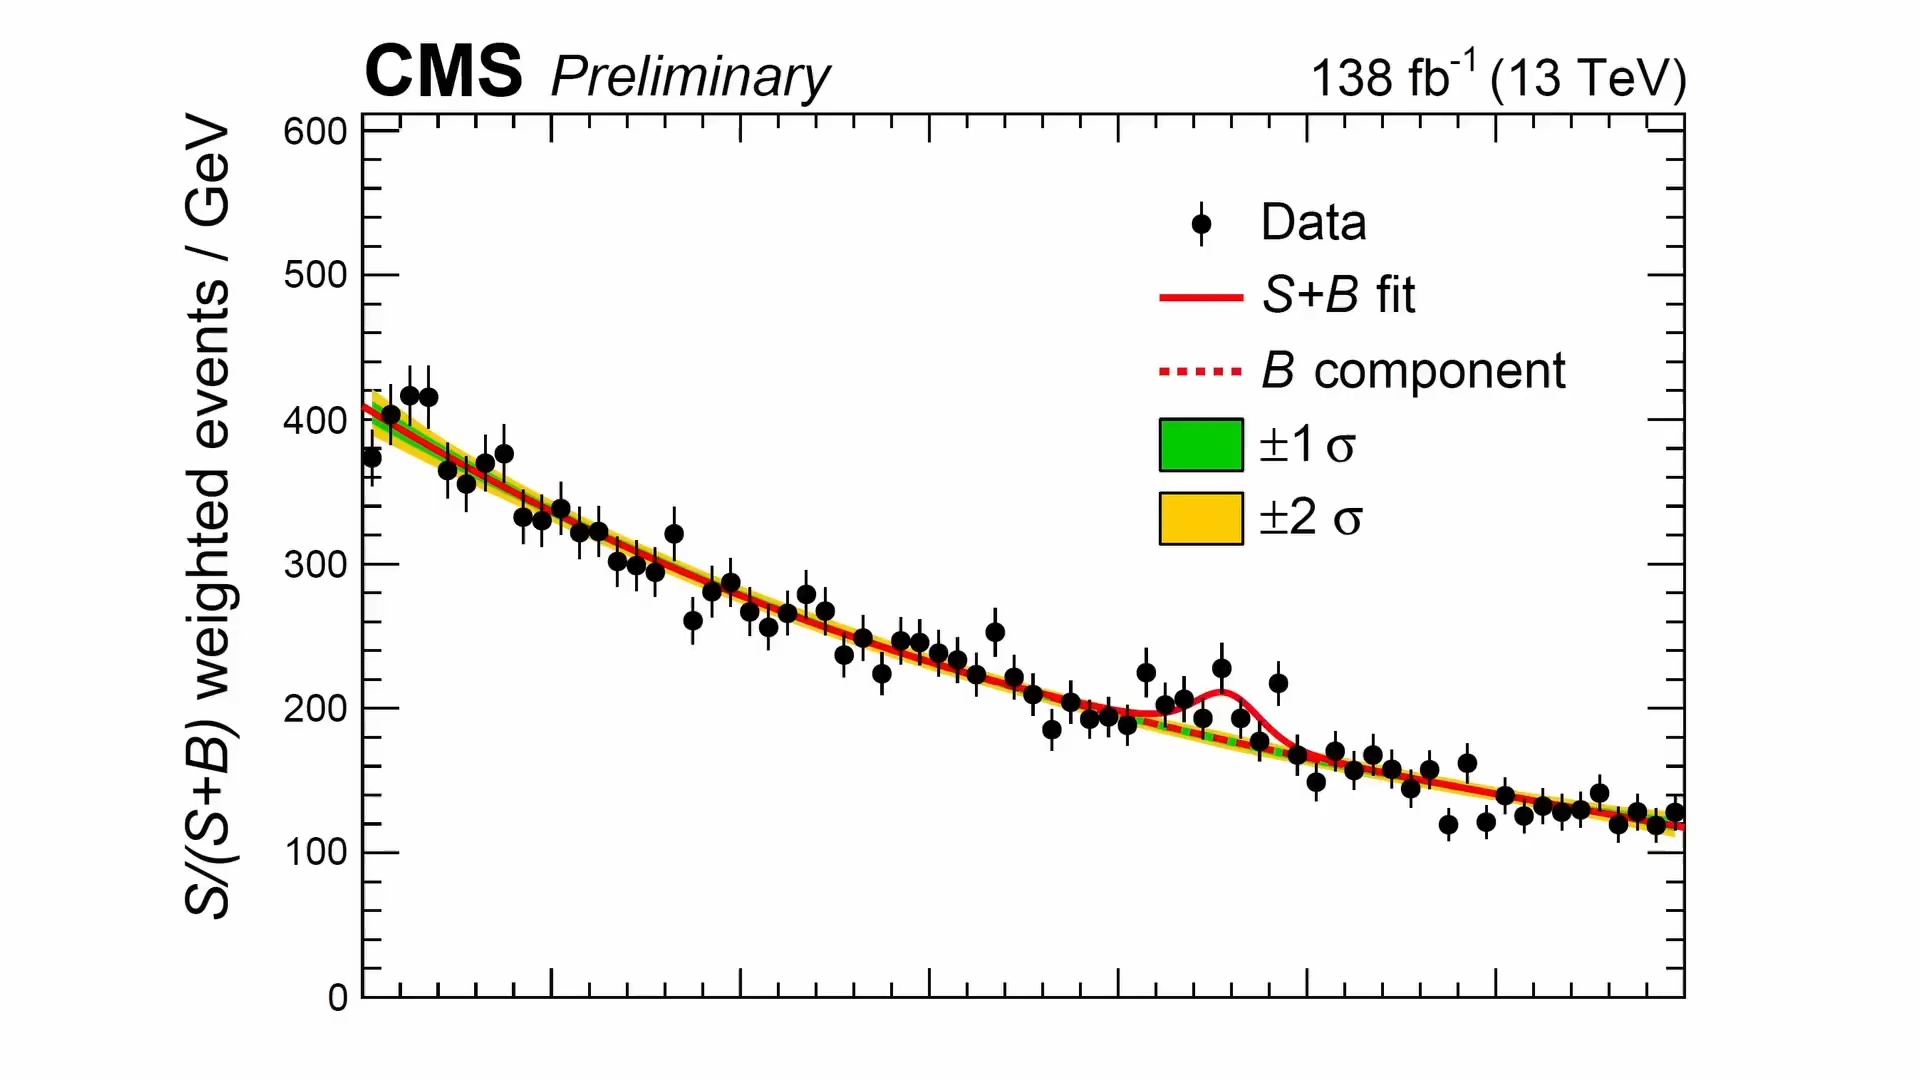 CMS Preliminary
138 fb⁻¹ (13 TeV)
S/(S+B) weighted events / GeV
600
500
400
300
200
100
0
Data
S+B fit
B component
±1 σ
±2 σ